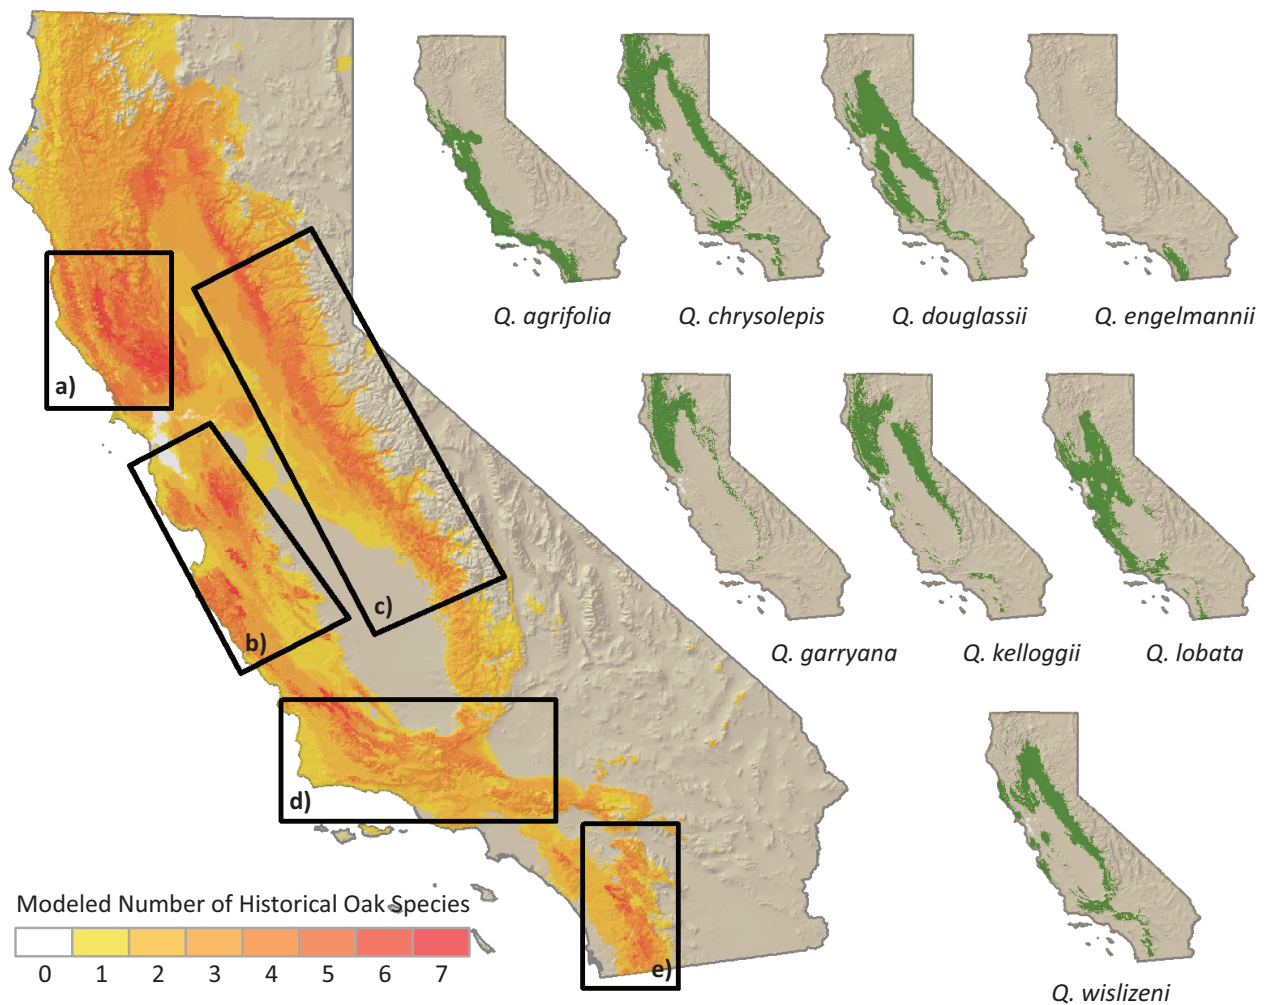 Q. agrifolia
Q. chrysolepis
Q. douglassii
Q. engelmannii
a)
b)
c)
Q. garryana
Q. kelloggii
Q. lobata
d)
e)
Modeled Number of Historical Oak Species
0 1 2 3 4 5 6 7
Q. wislizeni